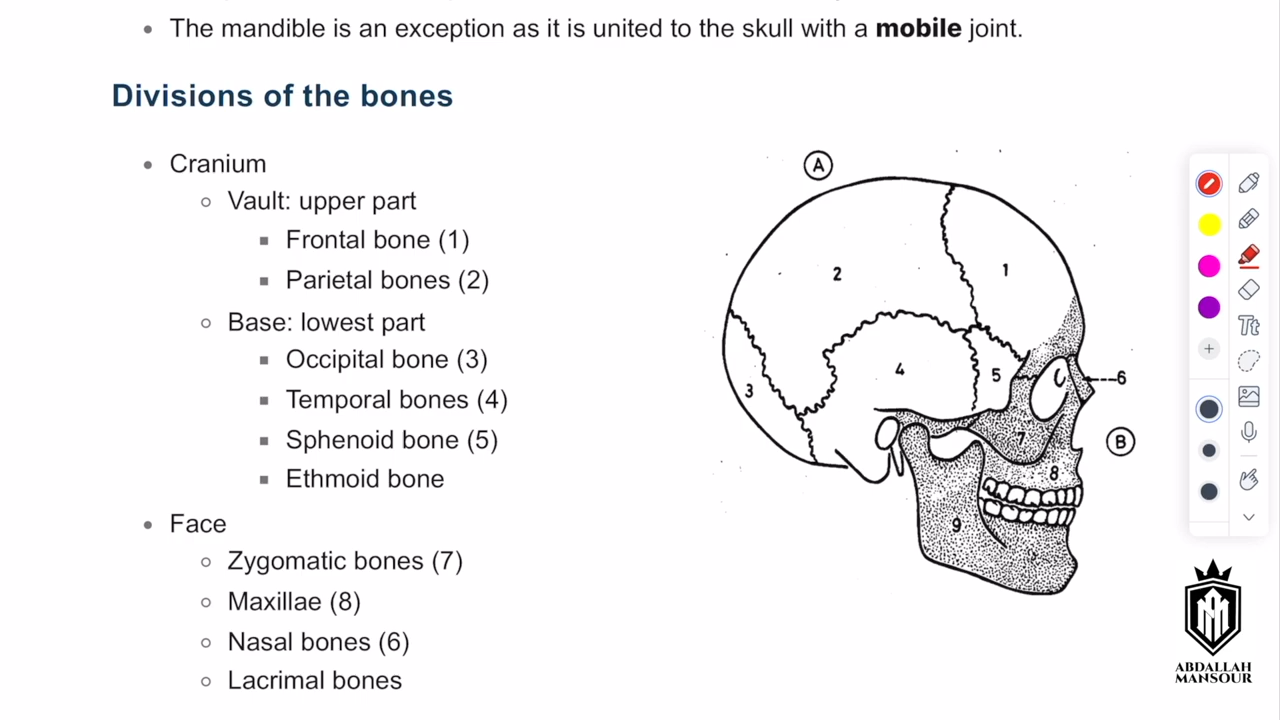 The mandible is an exception as it is united to the skull with a mobile joint.
Divisions of the bones
Cranium
Vault: upper part
Frontal bone (1)
Parietal bones (2)
Base: lowest part
Occipital bone (3)
Temporal bones (4)
Sphenoid bone (5)
Ethmoid bone
Face
Zygomatic bones (7)
Maxillae (8)
Nasal bones (6)
Lacrimal bones
A
1
2
3
4
5
6
7
B
8
9
Tt
ABDALLAH
MANSOUR